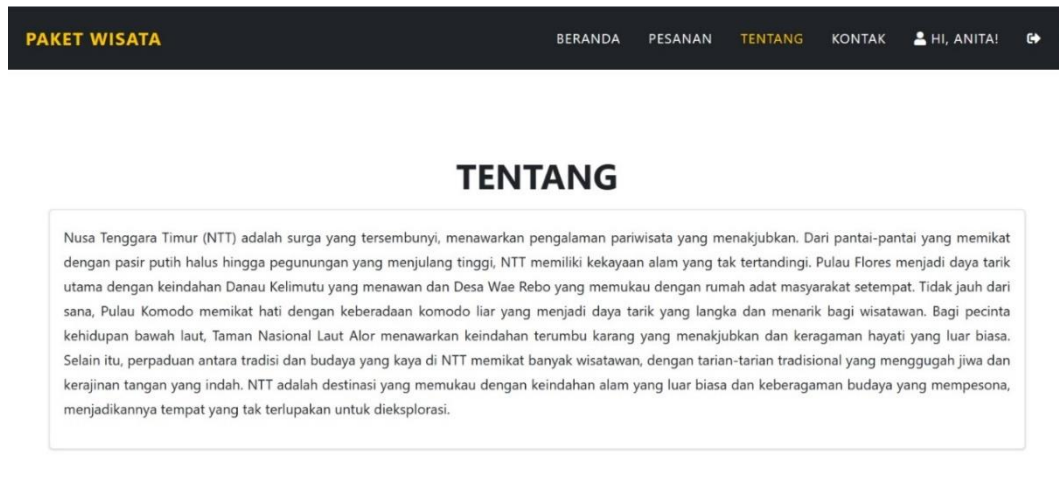 PAKET WISATA BERANDA PESANAN TENTANG KONTAK HI, ANITA!
TENTANG
Nusa Tenggara Timur (NTT) adalah surga yang tersembunyi, menawarkan pengalaman pariwisata yang menakjubkan. Dari pantai-pantai yang memikat
dengan pasir putih halus hingga pegunungan yang menjulang tinggi, NTT memiliki kekayaan alam yang tak tertandingi. Pulau Flores menjadi daya tarik
utama dengan keindahan Danau Kelimutu yang menawan dan Desa Wae Rebo yang memukau dengan rumah adat masyarakat setempat. Tidak jauh dari
sana, Pulau Komodo memikat hati dengan keberadaan komodo liar yang menjadi daya tarik yang langka dan menarik bagi wisatawan. Bagi pecinta
kehidupan bawah laut, Taman Nasional Laut Alor menawarkan keindahan terumbu karang yang menakjubkan dan keragaman hayati yang luar biasa.
Selain itu, perpaduan antara tradisi dan budaya yang kaya di NTT memikat banyak wisatawan, dengan tarian-tarian tradisional yang menggugah jiwa dan
kerajinan tangan yang indah. NTT adalah destinasi yang memukau dengan keindahan alam yang luar biasa dan keberagaman budaya yang mempesona,
menjadikannya tempat yang tak terlupakan untuk dieksplorasi.